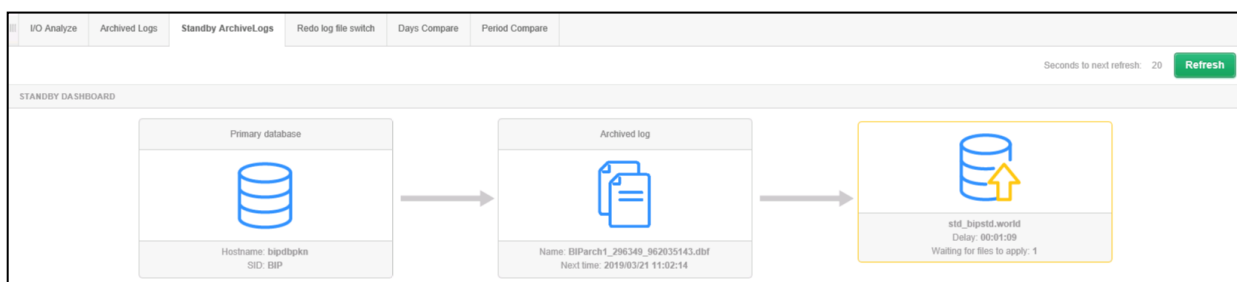 I/O Analyze Archived Logs Standby ArchiveLogs Redo log file switch Days Compare Period Compare
Seconds to next refresh: 20 Refresh
STANDBY DASHBOARD
Primary database
Hostname: bipdbpkn
SID: BIP
Archived log
Name: BIParch1_296349_962035143.dbf
Next time: 2019/03/21 11:02:14
std_bipstd.world
Delay: 00:01:09
Waiting for files to apply: 1